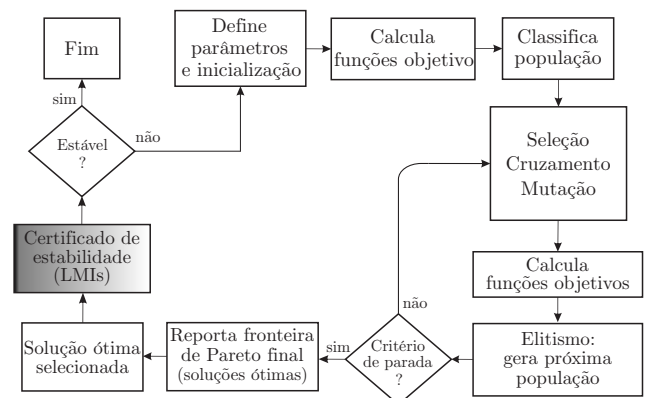 Fim
Define
parâmetros
e inicialização
Calcula
funções objetivo
Classifica
população
sim
Estável
?
não
Seleção
Cruzamento
Mutação
Certificado de
estabilidade
(LMIs)
Calcula
funções objetivos
não
Solução ótima
selecionada
Reporta fronteira
de Pareto final
(soluções ótimas)
sim
Critério
de parada
?
Elitismo:
gera próxima
população